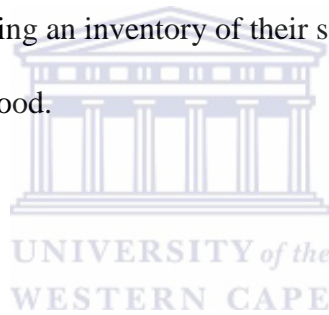 ing an inventory of their s
ood.
UNIVERSITY of the
WESTERN CAPE